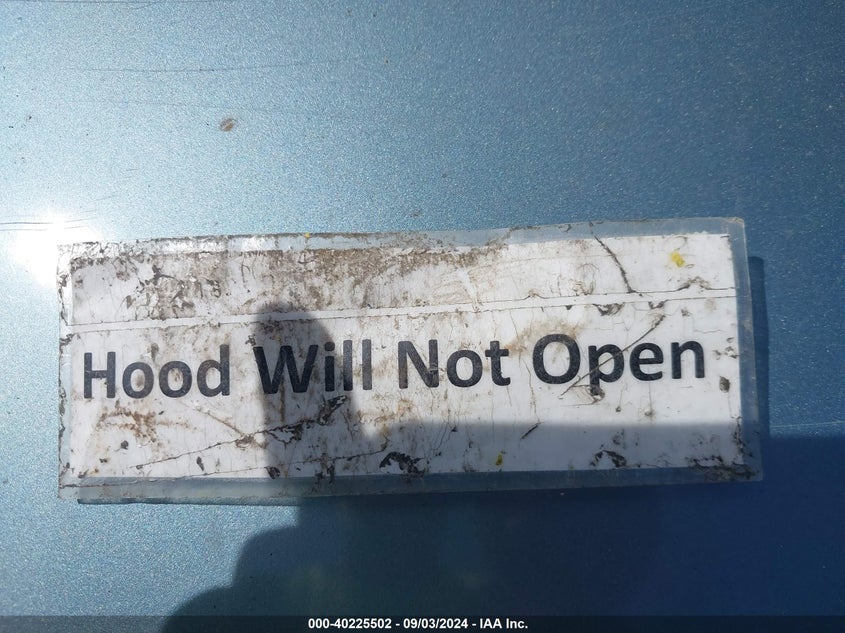 Hood Will Not Open
000-40225502 - 09/03/2024 - IAA Inc.